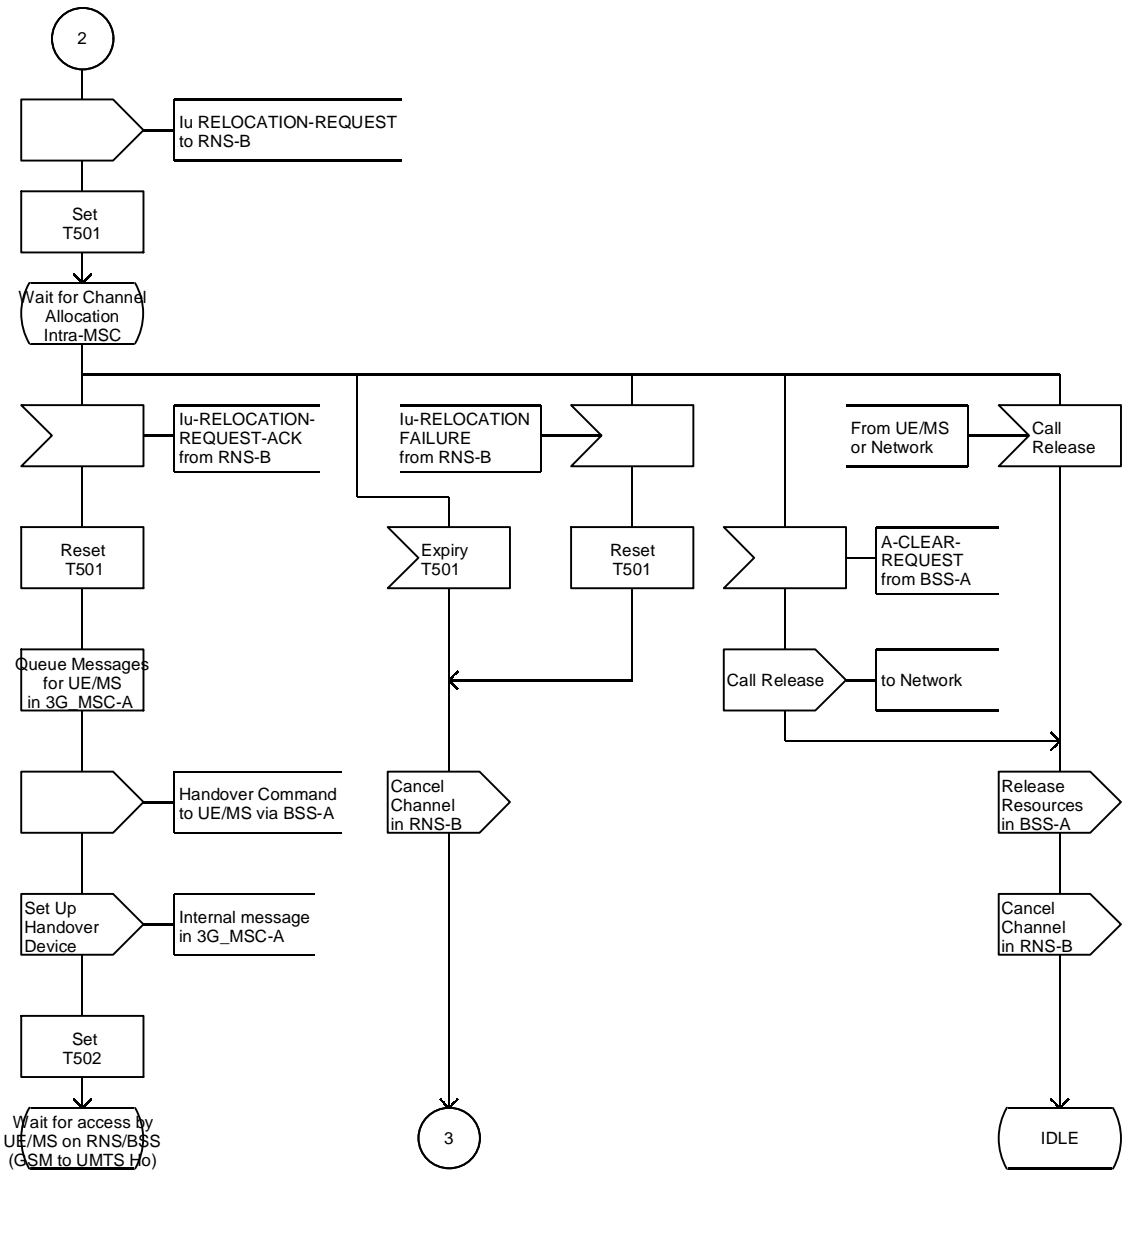 2
Iu RELOCATION-REQUEST
to RNS-B
Set
T501
Wait for Channel
Allocation
Intra-MSC
Iu-RELOCATION-
REQUEST-ACK
from RNS-B
Iu-RELOCATION
FAILURE
from RNS-B
From UE/MS
or Network
Call
Release
Reset
T501
Expiry
T501
Reset
T501
A-CLEAR-
REQUEST
from BSS-A
Queue Messages
for UE/MS
in 3G_MSC-A
Call Release
to Network
Handover Command
to UE/MS via BSS-A
Cancel
Channel
in RNS-B
Release
Resources
in BSS-A
Set Up
Handover
Device
Internal message
in 3G_MSC-A
Cancel
Channel
in RNS-B
Set
T502
Wait for access by
UE/MS on RNS/BSS
(GSM to UMTS Ho)
3
IDLE